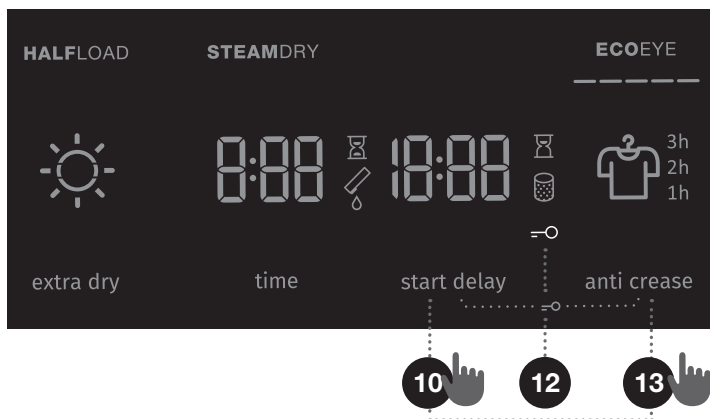 HALFLOAD STEAMDRY ECOEYE
8:88 18:88 3h
2h
1h
extra dry time start delay anti crease
10 12 13